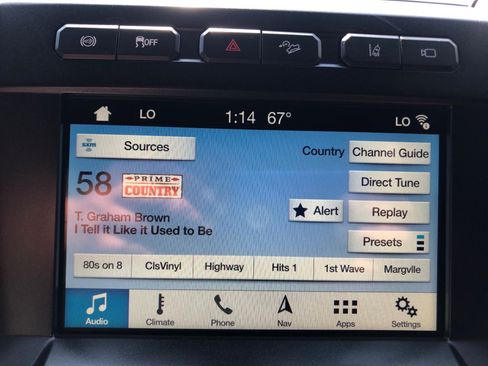 OFF
LO 1:14 67° LO
sxm Sources
Country Channel Guide
58 PRIME COUNTRY
Direct Tune
T. Graham Brown
I Tell it Like it Used to Be
Alert Replay
Presets
80s on 8 ClsVinyl Highway Hits 1 1st Wave Margvlle
Audio Climate Phone Nav Apps Settings